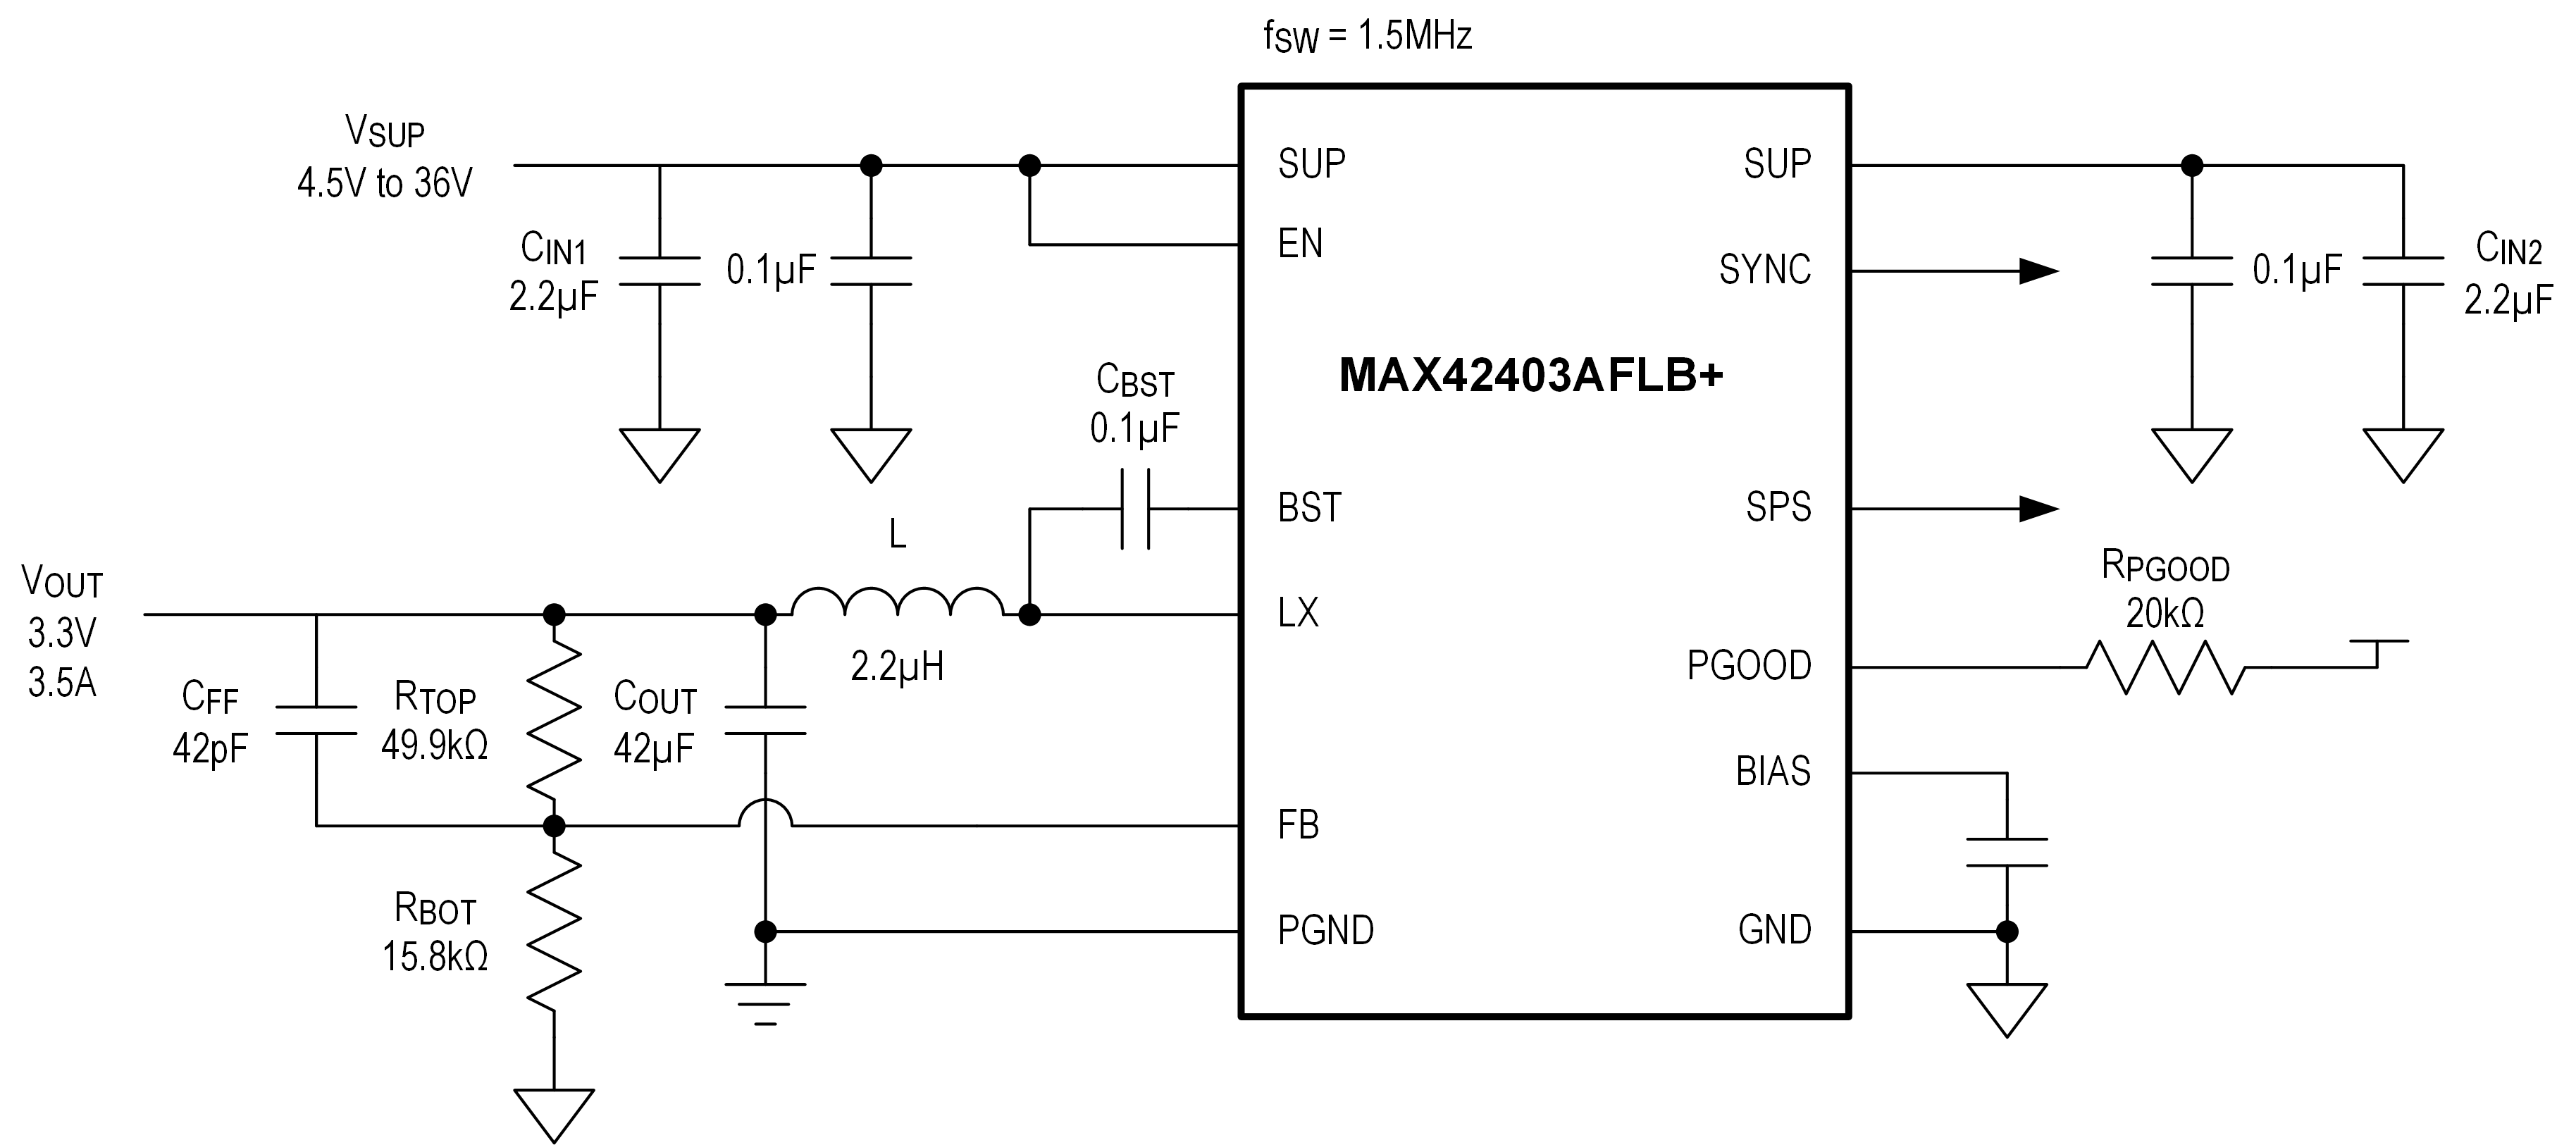 fSW = 1.5MHz
VSUP
4.5V to 36V
CIN1
2.2µF
0.1µF
SUP
EN
SUP
SYNC
0.1µF
CIN2
2.2µF
MAX42403AFLB+
CBST
0.1µF
BST
SPS
L
2.2µH
LX
VOUT
3.3V
3.5A
CFF
42pF
RTOP
49.9kΩ
COUT
42µF
RPGOOD
20kΩ
PGOOD
BIAS
FB
RBOT
15.8kΩ
PGND
GND